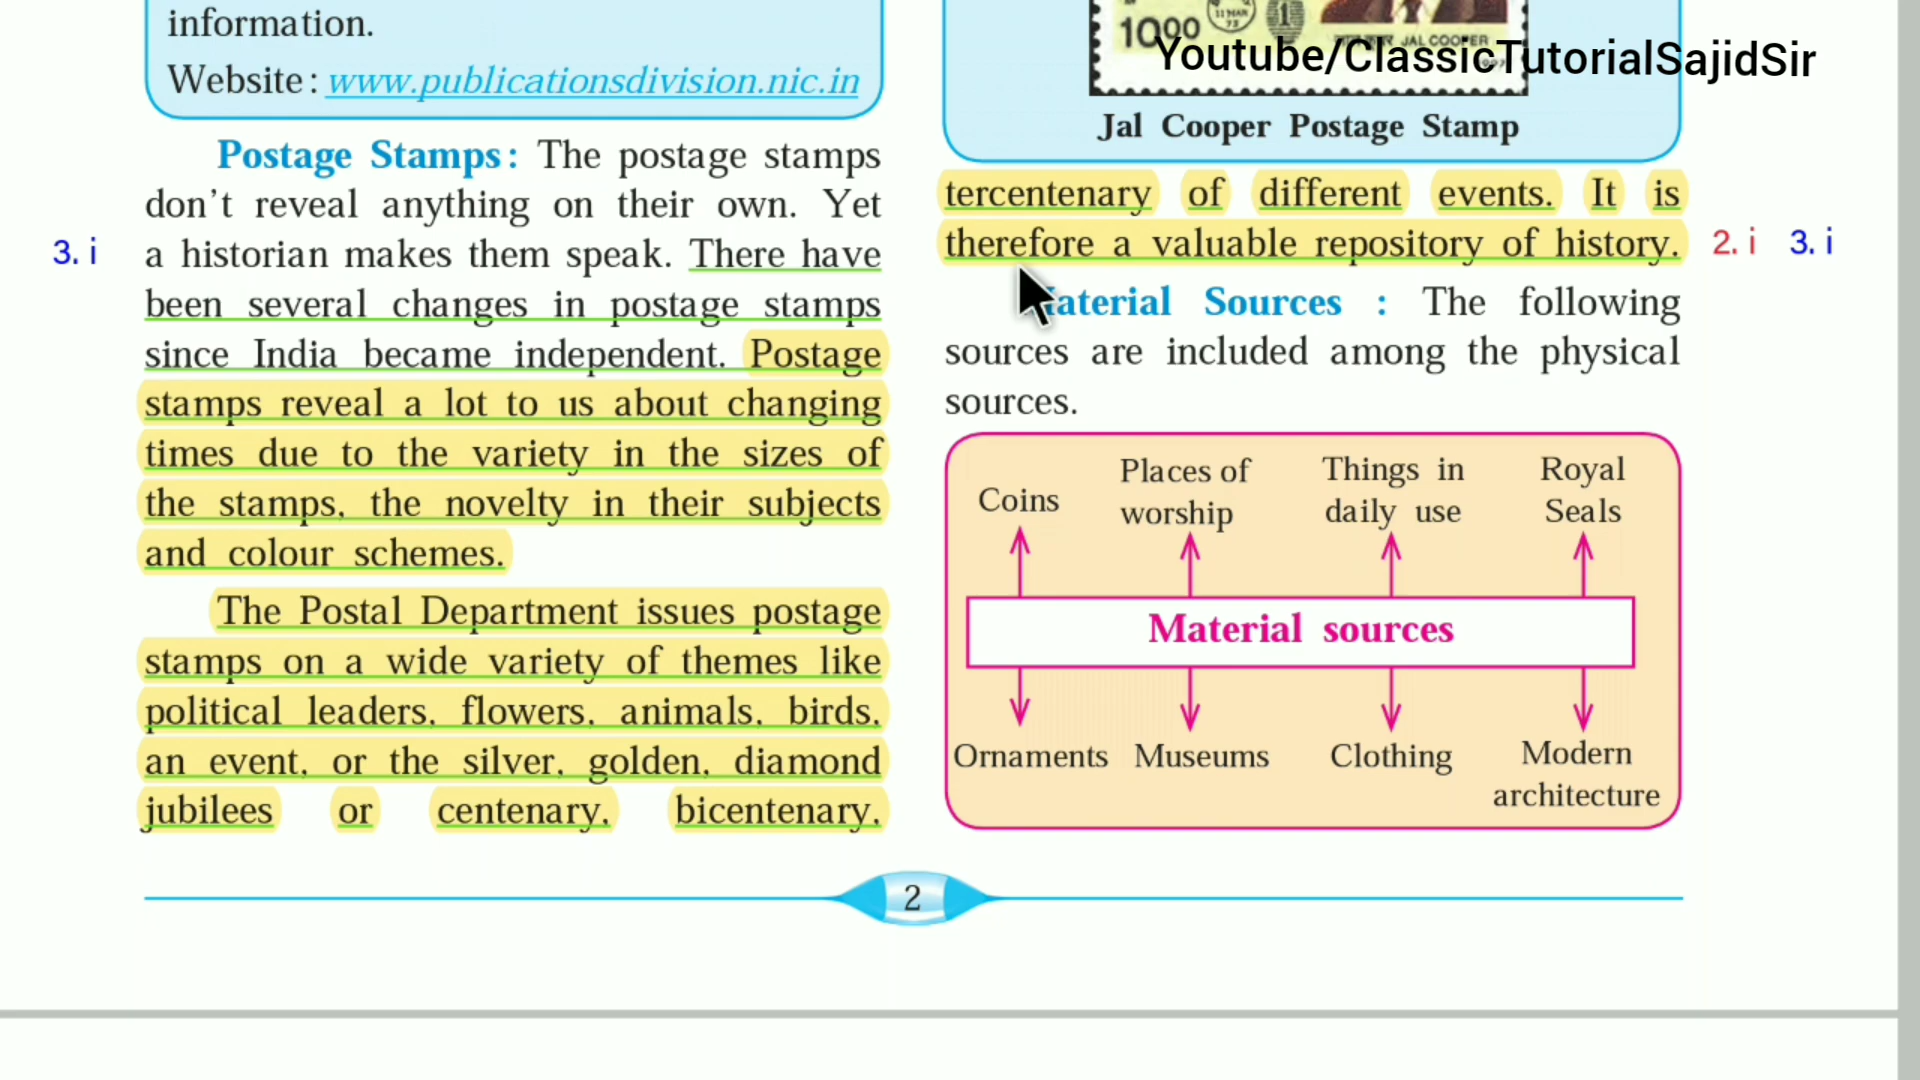 information.
Website : www.publicationsdivision.nic.in
Postage Stamps : The postage stamps
don't reveal anything on their own. Yet
a historian makes them speak. There have
been several changes in postage stamps
since India became independent. Postage
stamps reveal a lot to us about changing
times due to the variety in the sizes of
the stamps, the novelty in their subjects
and colour schemes.
The Postal Department issues postage
stamps on a wide variety of themes like
political leaders, flowers, animals, birds,
an event, or the silver, golden, diamond
jubilees or centenary, bicentenary,
3. i
1000
11 MAR
JAL COOPER
Youtube/ClassicTutorialSajidSir
Jal Cooper Postage Stamp
tercentenary of different events. It is
therefore a valuable repository of history.
2. i 3. i
aterial Sources : The following
sources are included among the physical
sources.
Coins
Places of
worship
Things in
daily use
Royal
Seals
Material sources
Ornaments
Museums
Clothing
Modern
architecture
2